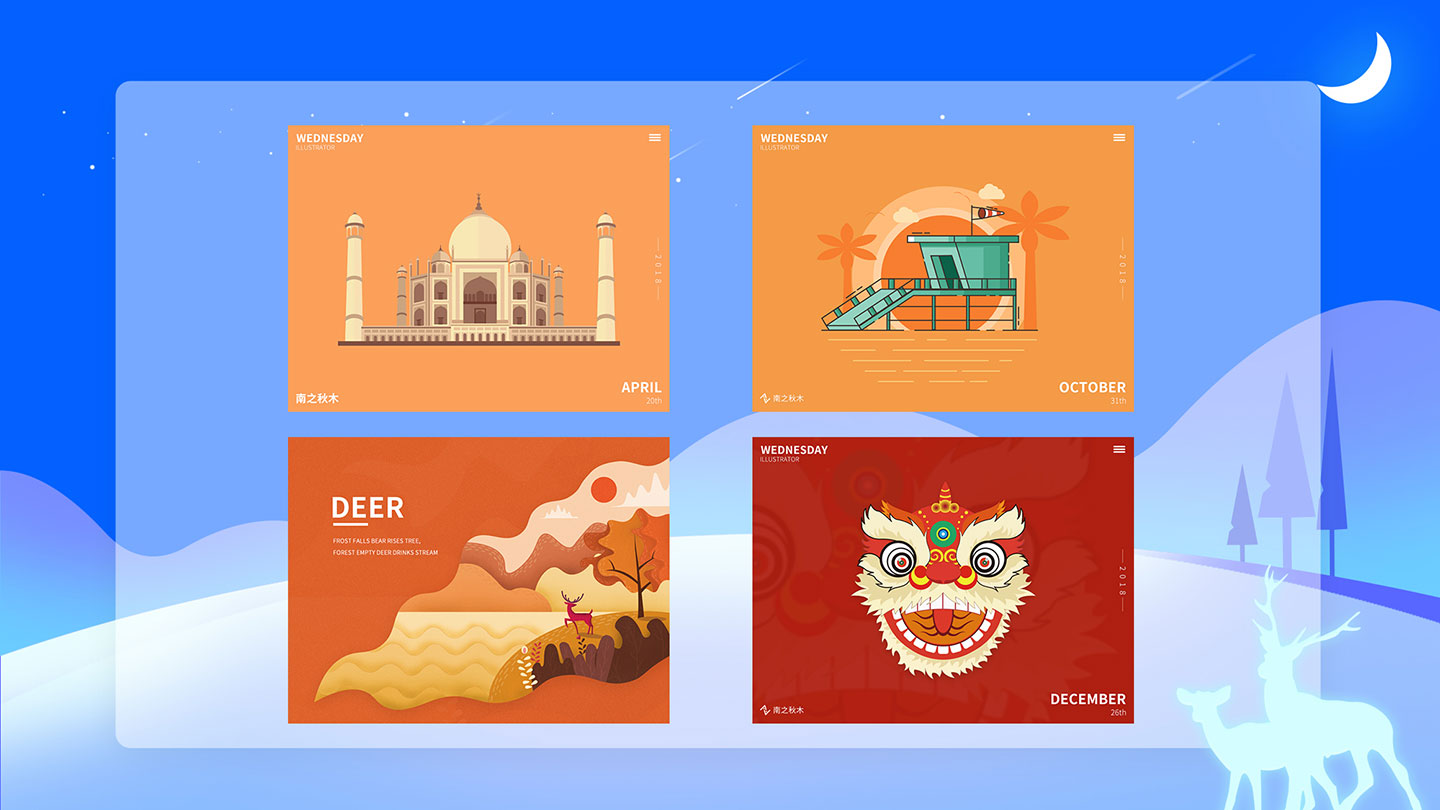 WEDNESDAY
ILLUSTRATOR
2018
南之秋木
APRIL
20th
WEDNESDAY
ILLUSTRATOR
2018
南之秋木
OCTOBER
31th
DEER
FROST FALLS BEAR RISES TREE,
FOREST EMPTY DEER DRINKS STREAM
WEDNESDAY
ILLUSTRATOR
2018
南之秋木
DECEMBER
26th